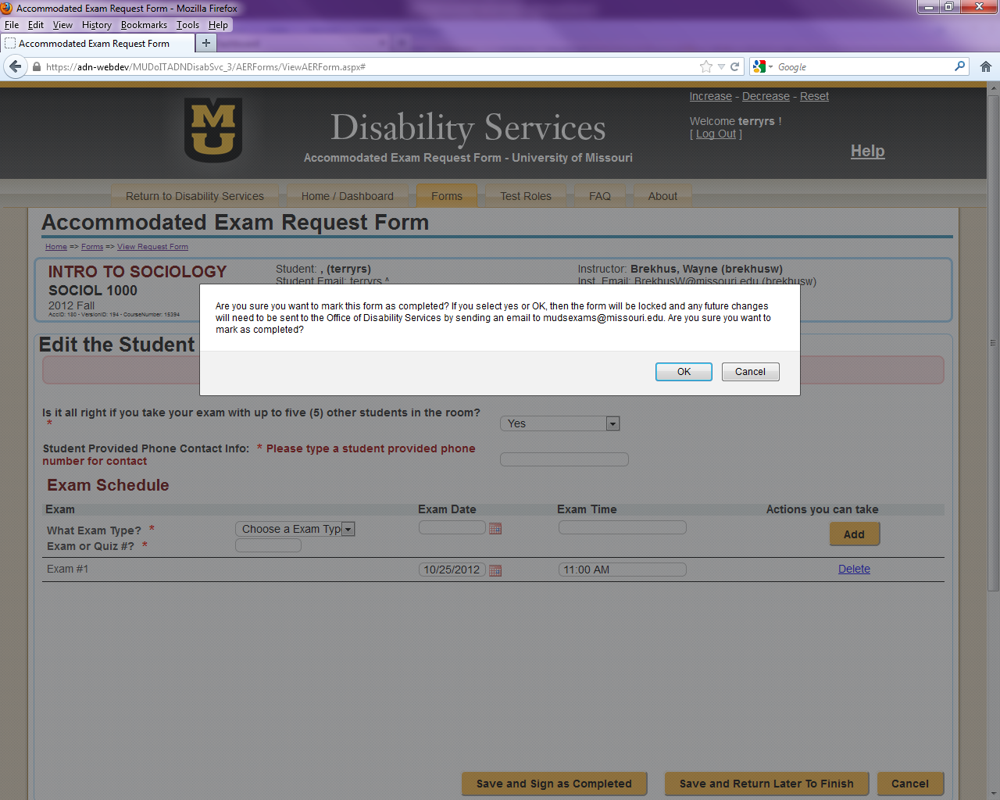 Accommodated Exam Request Form - Mozilla Firefox
File Edit View History Bookmarks Tools Help
Accommodated Exam Request Form
https://adn-webdev/MUDoITADNDisabSvc_3/AERForms/ViewAERForm.aspx#
Google
Increase - Decrease - Reset
MU
Disability Services
Welcome terryrs !
[ Log Out ]
Help
Accommodated Exam Request Form - University of Missouri
Return to Disability Services Home / Dashboard Forms Test Roles FAQ About
Accommodated Exam Request Form
Home => Forms => View Request Form
INTRO TO SOCIOLOGY
SOCIOL 1000
2012 Fall
AccID: 180 - VersionID: 194 - CourseNumber: 15394
Student: , (terryrs)
Student Email: terryrs ^
Instructor: Brekhus, Wayne (brekhusw)
Inst. Email: BrekhusW@missouri.edu (brekhusw)
Are you sure you want to mark this form as completed? If you select yes or OK, then the form will be locked and any future changes
will need to be sent to the Office of Disability Services by sending an email to mudsexams@missouri.edu. Are you sure you want to
mark as completed?
OK Cancel
Edit the Student
Is it all right if you take your exam with up to five (5) other students in the room?
*
Yes
Student Provided Phone Contact Info: * Please type a student provided phone
number for contact
Exam Schedule
Exam Exam Date Exam Time Actions you can take
What Exam Type? * Choose a Exam Typ
Exam or Quiz #? *
Add
Exam #1 10/25/2012 11:00 AM Delete
Save and Sign as Completed Save and Return Later To Finish Cancel